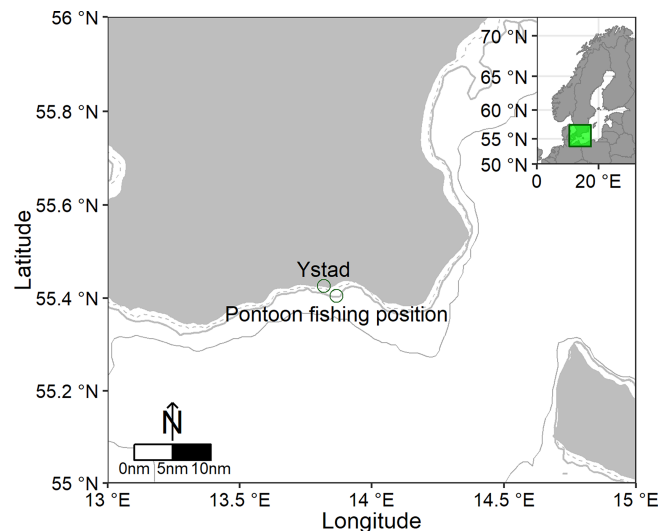 56 °N
55.8 °N
55.6 °N
55.4 °N
55.2 °N
55 °N
Latitude
70 °N
65 °N
60 °N
55 °N
50 °N
0
20 °E
Ystad
Pontoon fishing position
N
0nm 5nm 10nm
13 °E 13.5 °E 14 °E 14.5 °E 15 °E
Longitude